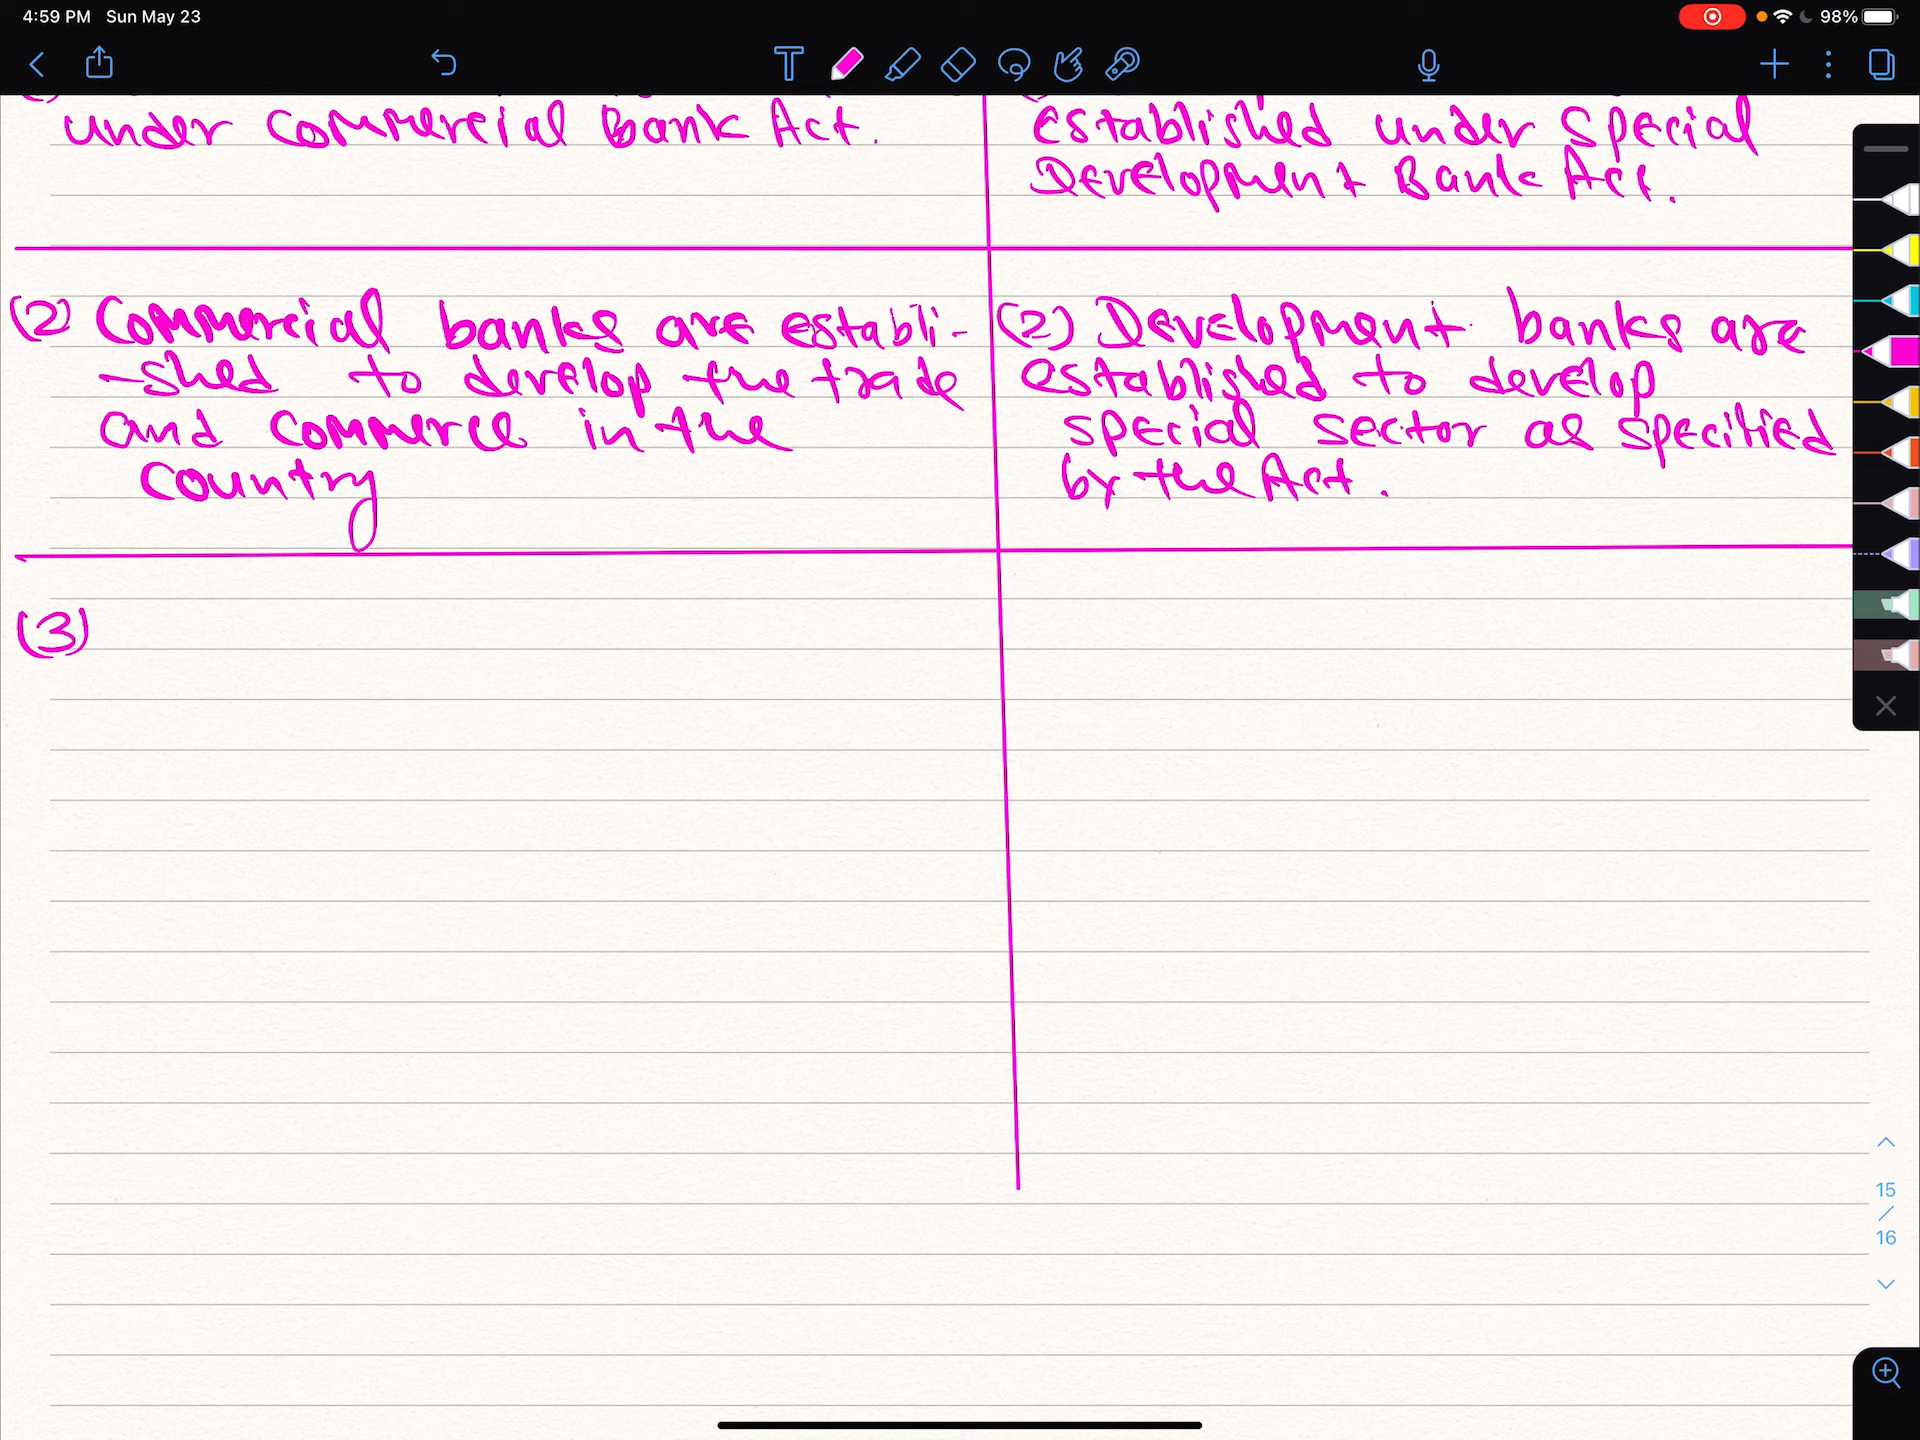 4:59 PM Sun May 23
98%
under Commercial Bank Act.
Established under Special
Development Bank Act.
(2) Commercial banks are establi-
-shed to develop the trade
and commerce in the
Country
(2) Development banks are
established to develop
special sector as specified
by the Act.
(3)
15
/
16